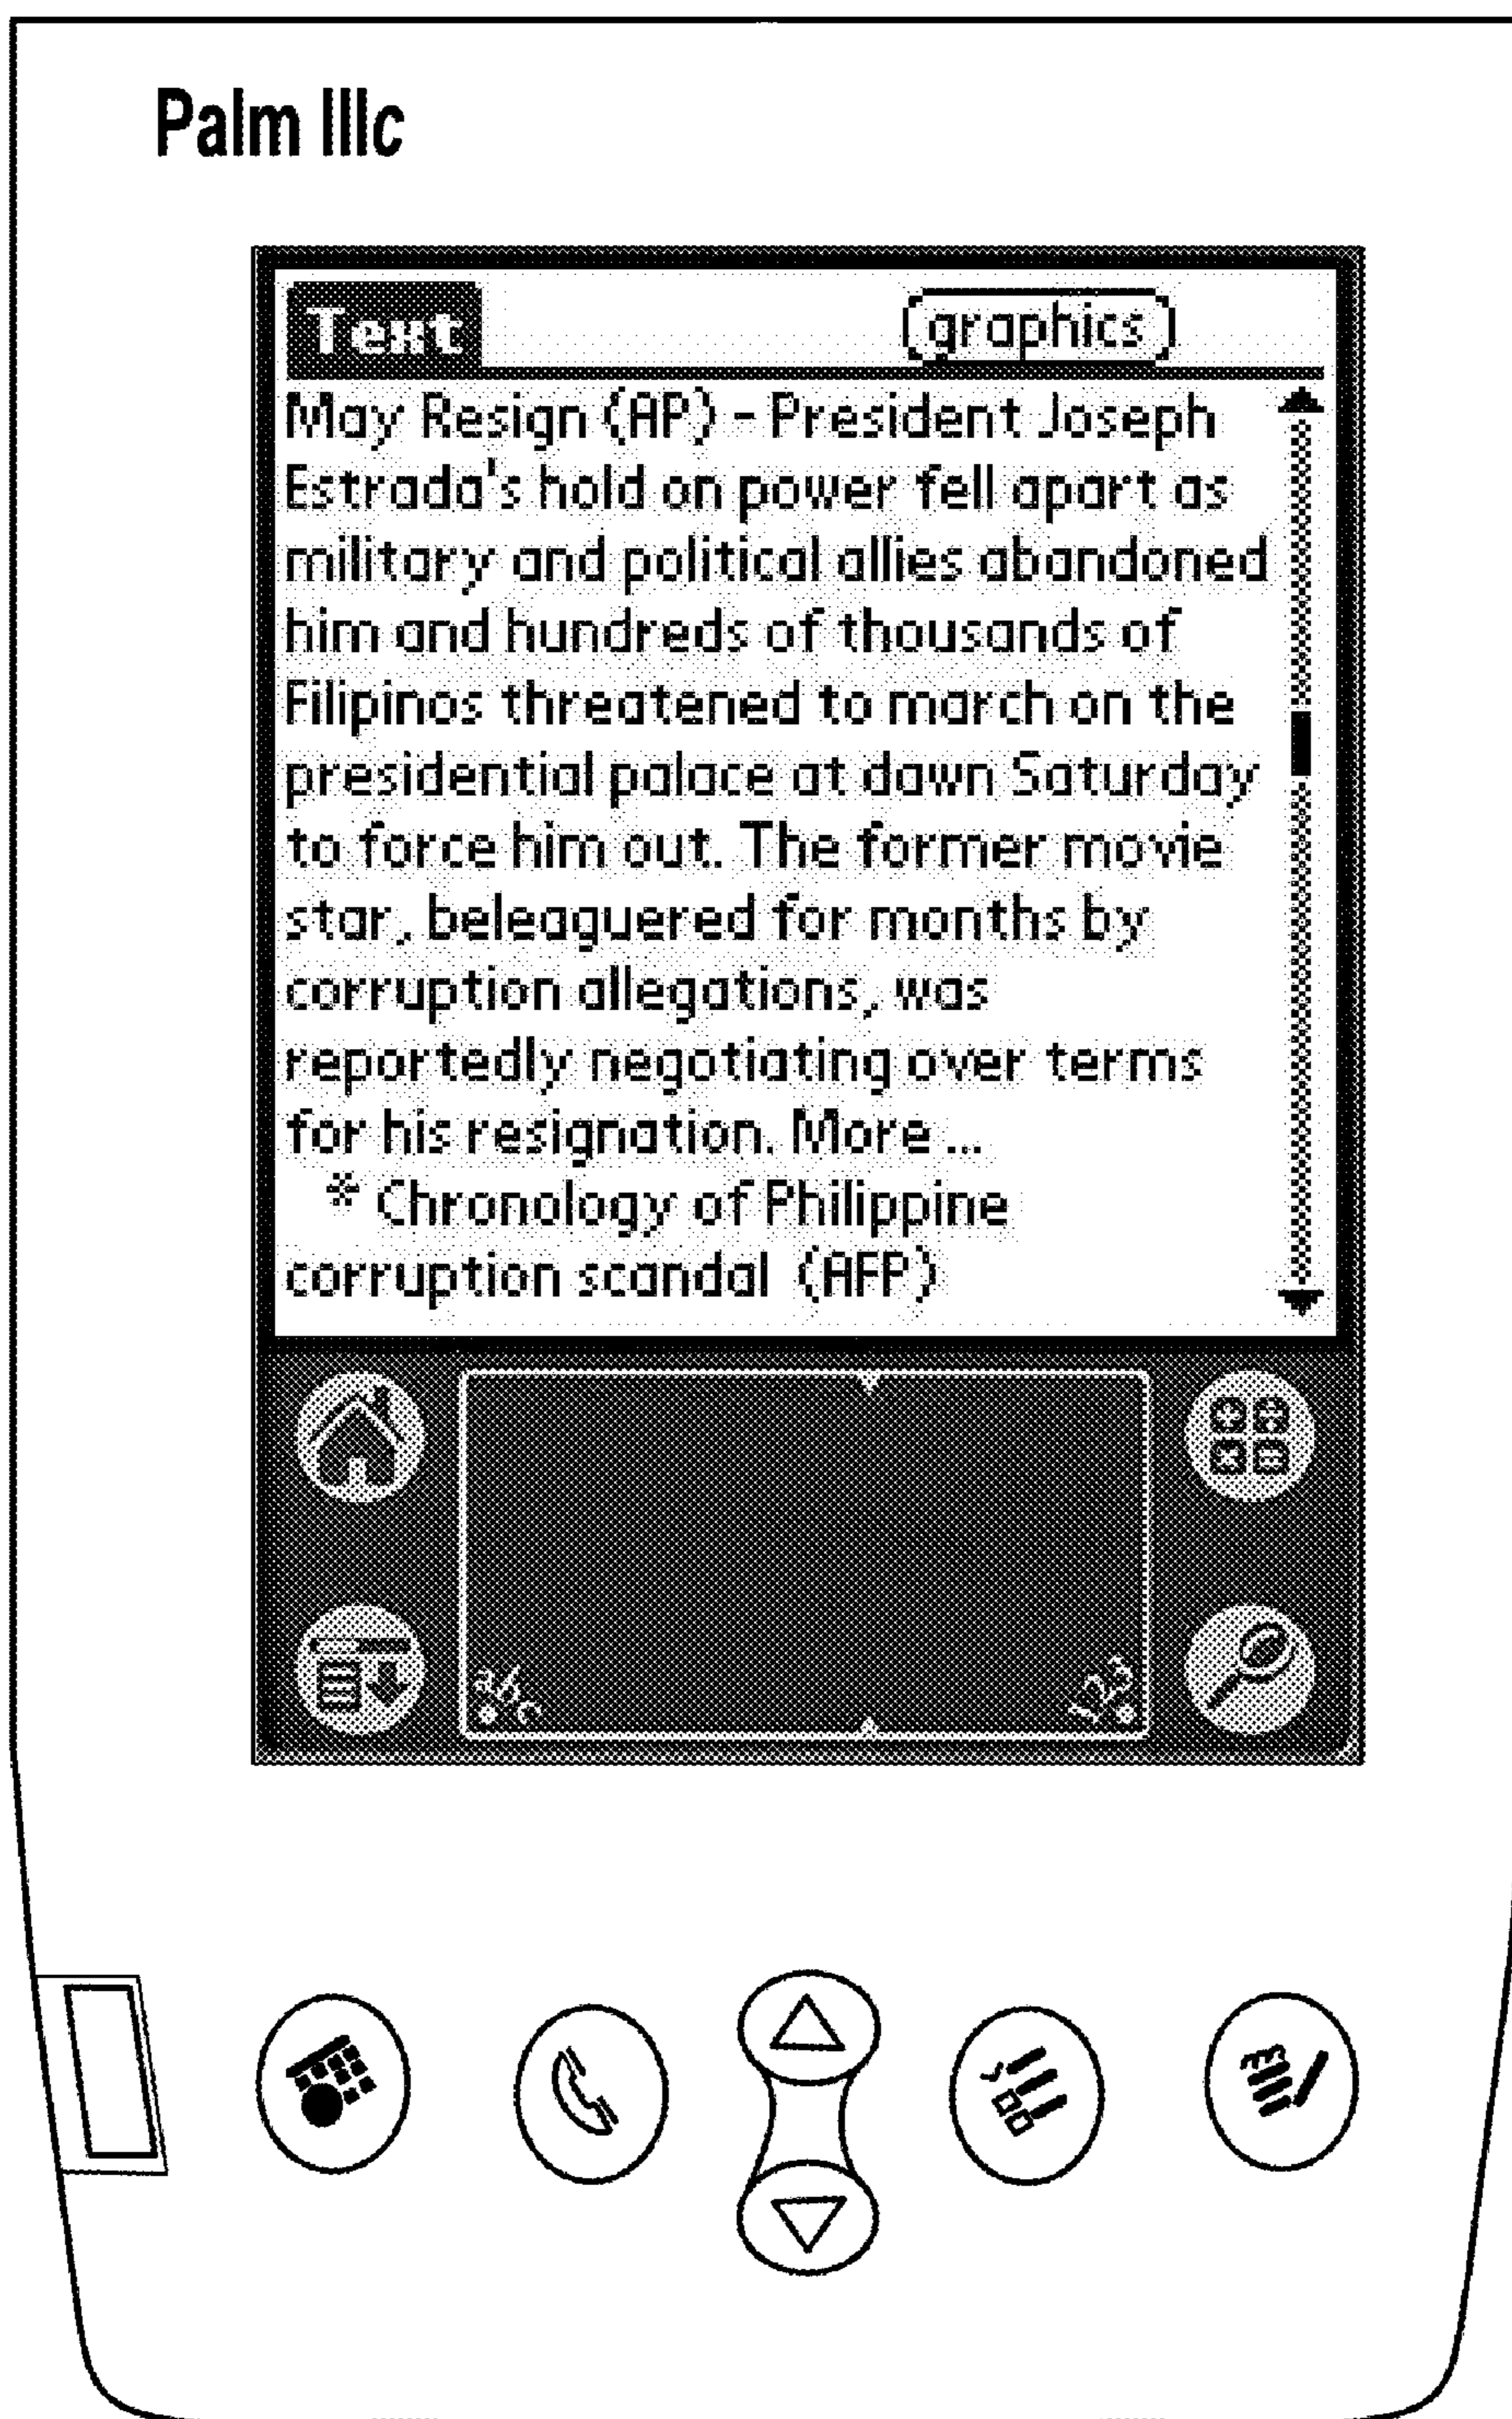 Palm IIIc
Text
graphics
May Resign (AP) - President Joseph
Estrada's hold on power fell apart as
military and political allies abandoned
him and hundreds of thousands of
Filipinos threatened to march on the
presidential palace at dawn Saturday
to force him out. The former movie
star, beleaguered for months by
corruption allegations, was
reportedly negotiating over terms
for his resignation. More ...
* Chronology of Philippine
corruption scandal (AFP)
abc
123